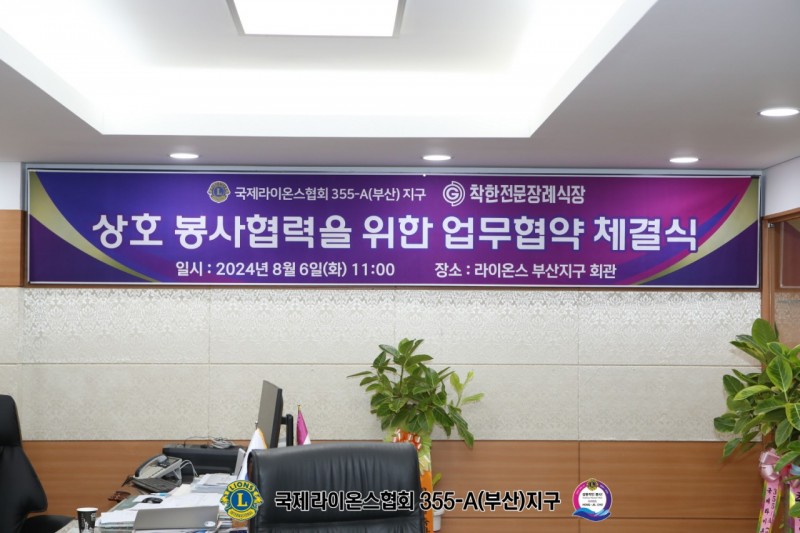 국제라이온스협회 355-A(부산) 지구 착한전문장례식장
상호 봉사협력을 위한 업무협약 체결식
일시 : 2024년 8월 6일(화) 11:00 장소 : 라이온스 부산지구 회관
LIONS
L
국제라이온스협회 355-A(부산)지구